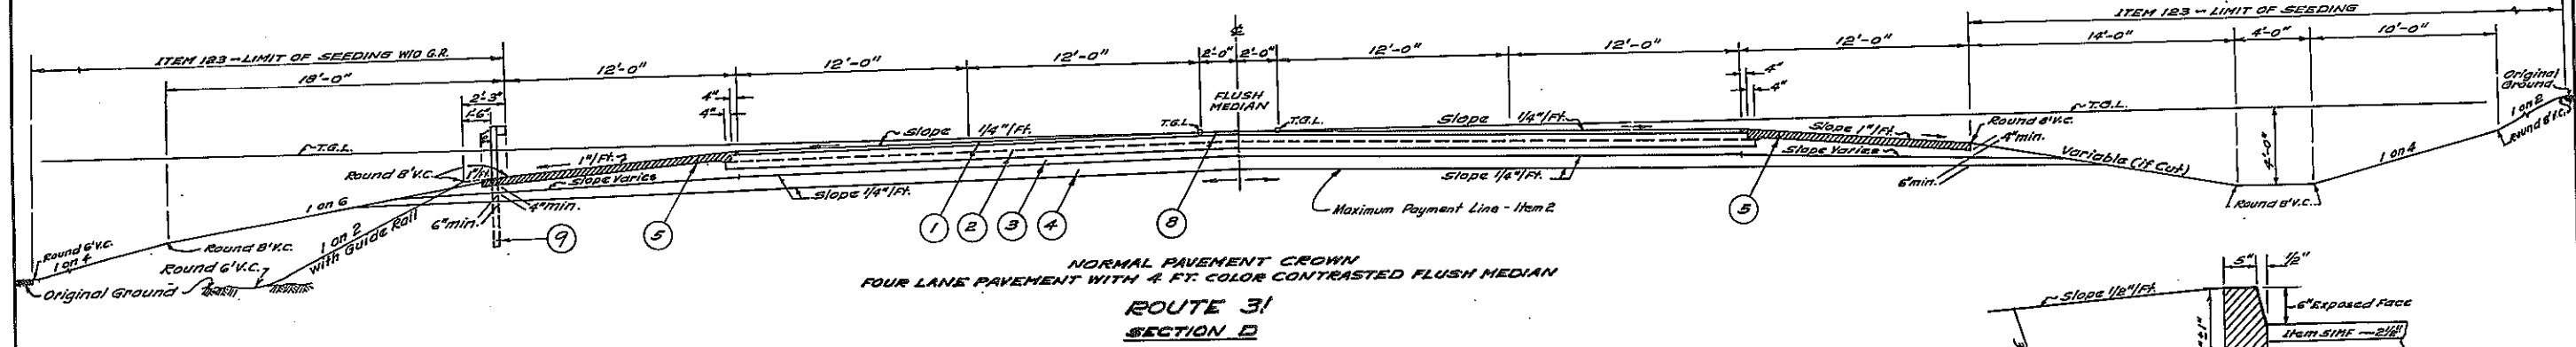 ITEM 123 - LIMIT OF SEEDING W/O G.R.
ITEM 123 - LIMIT OF SEEDING
18'-0" 12'-0" 12'-0" 12'-0" 2'-0" 2'-0" 12'-0" 12'-0" 12'-0" 14'-0" 4'-0" 10'-0"
2'-3"
1'-6"
4"
4"
FLUSH
MEDIAN
4"
4"
Original
Ground
T.G.L.
T.G.L.
T.G.L.
T.G.L.
Slope 1/4"/Ft.
Slope 1/4"/Ft.
Slope 1"/Ft.
Round 8'V.C.
4"min.
6"min.
Variable (If Cut)
4'-0"
1 on 4
1 on 2
Round 8'V.C.
Round 8'V.C.
Round 8'V.C.
1"/Ft.
1"/Ft.
Slope Varies
Slope Varies
Slope 1/4"/Ft.
Slope 1/4"/Ft.
Maximum Payment Line - Item 2
1 on 6
1 on 2
with Guide Rail
6"min.
4"min.
Round 6'V.C.
1 on 4
Round 8'V.C.
Round 6'V.C.
Original Ground
9 5 1 2 3 4 8 5
NORMAL PAVEMENT CROWN
FOUR LANE PAVEMENT WITH 4 FT. COLOR CONTRASTED FLUSH MEDIAN
ROUTE 31
SECTION D
5" 1/2"
Slope 1/2"/Ft.
6" Exposed Face